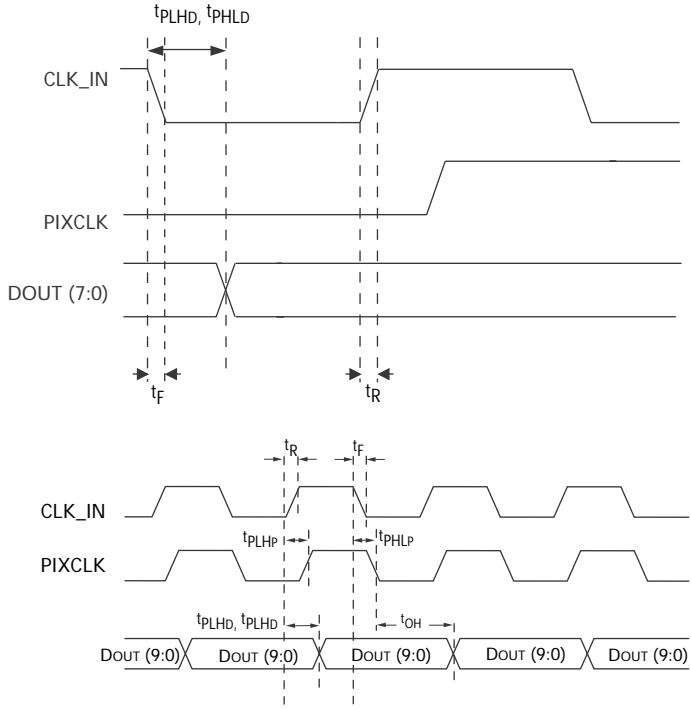 tPLHD, tPHLD
CLK_IN
PIXCLK
DOUT (7:0)
tF
tR
tR
tF
CLK_IN
tPLHP
tPHLP
PIXCLK
tPLHD, tPLHD
tOH
DOUT (9:0)
DOUT (9:0)
DOUT (9:0)
DOUT (9:0)
DOUT (9:0)